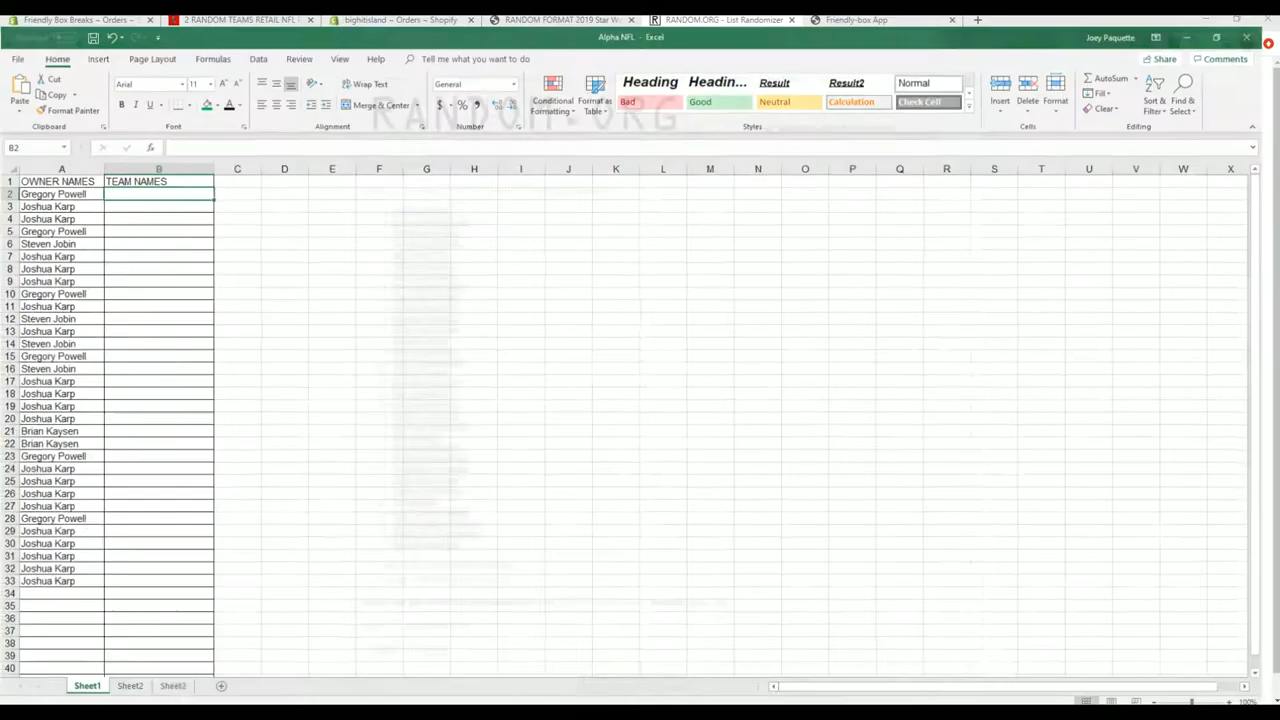 Friendly Box Breaks ~ Orders ~
2 RANDOM TEAMS RETAIL NFL
bighitisland ~ Orders ~ Shopify
RANDOM FORMAT 2019 Star W
RANDOM.ORG - List Randomizer
Friendly-box App
Alpha NFL - Excel
Joey Paquette
File Home Insert Page Layout Formulas Data Review View Help Tell me what you want to do
Share Comments
Paste
Cut
Copy
Format Painter
Clipboard
Arial 11
B I U
Font
Wrap Text
Merge & Center
Alignment
General
$ % ,
Number
Conditional Formatting
Format as Table
Heading Headin... Result Result2 Normal
Bad Good Neutral Calculation Check Cell
Styles
Insert Delete Format
Cells
AutoSum
Fill
Clear
Sort & Filter
Find & Select
Editing
RANDOM.ORG
B2
fx
A B C D E F G H I J K L M N O P Q R S T U V W X
1 OWNER NAMES TEAM NAMES
2 Gregory Powell
3 Joshua Karp
4 Joshua Karp
5 Gregory Powell
6 Steven Jobin
7 Joshua Karp
8 Joshua Karp
9 Joshua Karp
10 Gregory Powell
11 Joshua Karp
12 Steven Jobin
13 Joshua Karp
14 Steven Jobin
15 Gregory Powell
16 Steven Jobin
17 Joshua Karp
18 Joshua Karp
19 Joshua Karp
20 Joshua Karp
21 Brian Kaysen
22 Brian Kaysen
23 Gregory Powell
24 Joshua Karp
25 Joshua Karp
26 Joshua Karp
27 Joshua Karp
28 Gregory Powell
29 Joshua Karp
30 Joshua Karp
31 Joshua Karp
32 Joshua Karp
33 Joshua Karp
34
35
36
37
38
39
40
Sheet1 Sheet2 Sheet3
100%